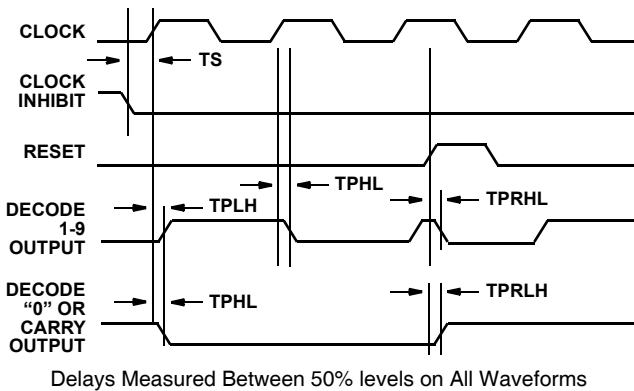 CLOCK
TS
CLOCK
INHIBIT
RESET
TPHL
TPRHL
DECODE
1-9
OUTPUT
TPLH
DECODE
“0” OR
CARRY
OUTPUT
TPHL
TPRLH
Delays Measured Between 50% levels on All Waveforms